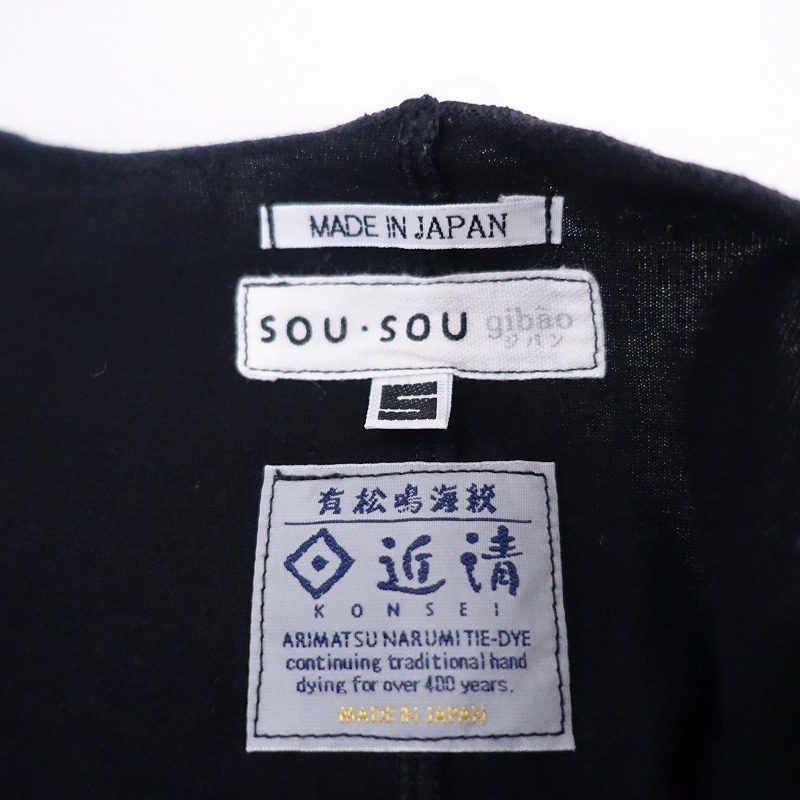 MADE IN JAPAN
SOU・SOU gibão
ジバン
S
有松鳴海絞
近清
KONSEI
ARIMATSU NARUMI TIE-DYE
continuing traditional hand
dying for over 400 years.
MADE IN JAPAN